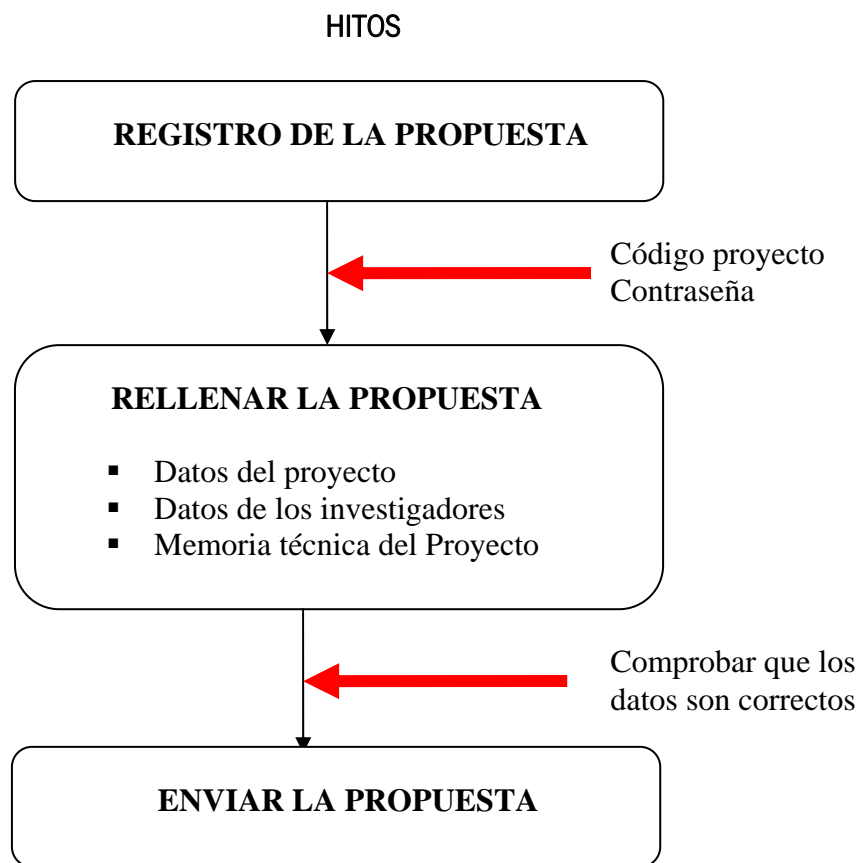 HITOS
REGISTRO DE LA PROPUESTA
Código proyecto
Contraseña
RELLENAR LA PROPUESTA
▪ Datos del proyecto
▪ Datos de los investigadores
▪ Memoria técnica del Proyecto
Comprobar que los
datos son correctos
ENVIAR LA PROPUESTA